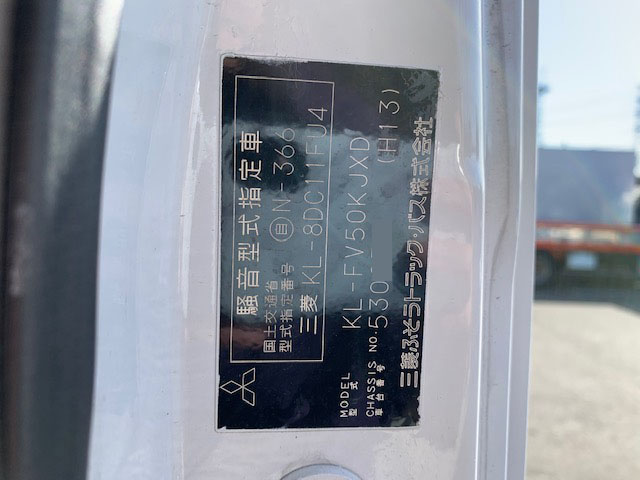 騒音型式指定車
国土交通省
型式指定番号 自 N-366
三菱 KL-8DC11FU4
MODEL 型式 KL-FV50KJXD
CHASSIS NO. 車台番号 530 (H13)
三菱ふそうトラック・バス株式会社